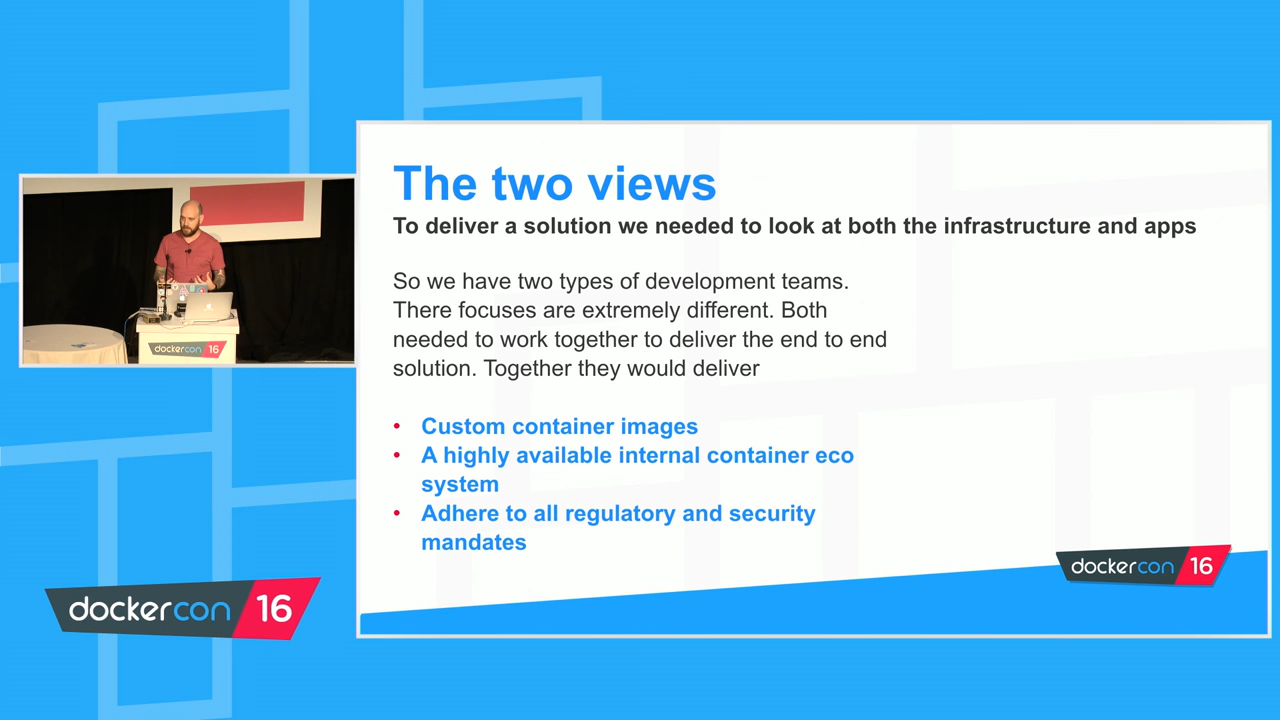 The two views
To deliver a solution we needed to look at both the infrastructure and apps
So we have two types of development teams.
There focuses are extremely different. Both
needed to work together to deliver the end to end
solution. Together they would deliver
• Custom container images
• A highly available internal container eco
system
• Adhere to all regulatory and security
mandates
dockercon 16
dockercon 16
dockercon 16